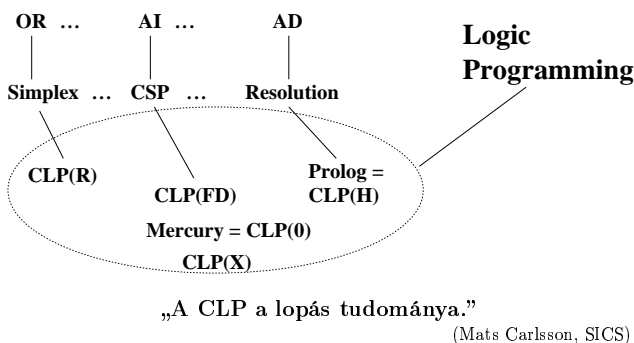 OR ... AI ... AD
Logic
Programming
Simplex ... CSP ... Resolution
CLP(R)
Prolog =
CLP(H)
CLP(FD)
Mercury = CLP(0)
CLP(X)
„A CLP a lopás tudománya.”
(Mats Carlsson, SICS)